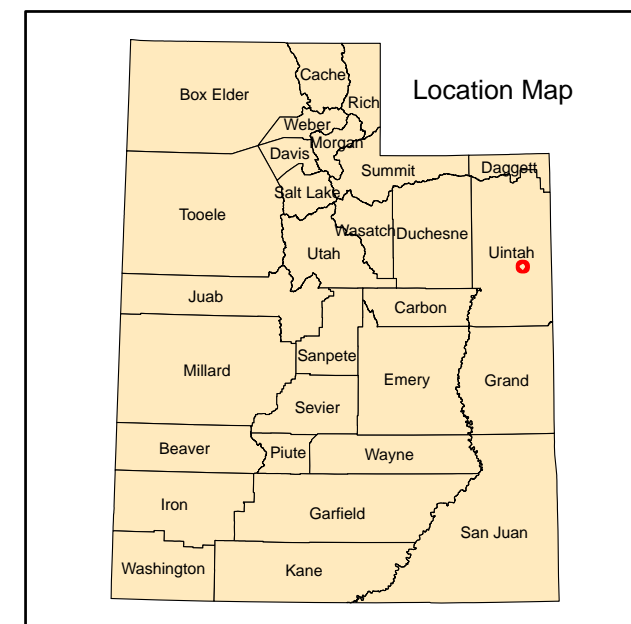 Location Map
Cache
Box Elder
Rich
Weber
Morgan
Davis
Summit
Daggett
Salt Lake
Tooele
Wasatch
Duchesne
Utah
Uintah
Juab
Carbon
Sanpete
Millard
Emery
Grand
Sevier
Beaver
Piute
Wayne
Iron
Garfield
San Juan
Washington
Kane